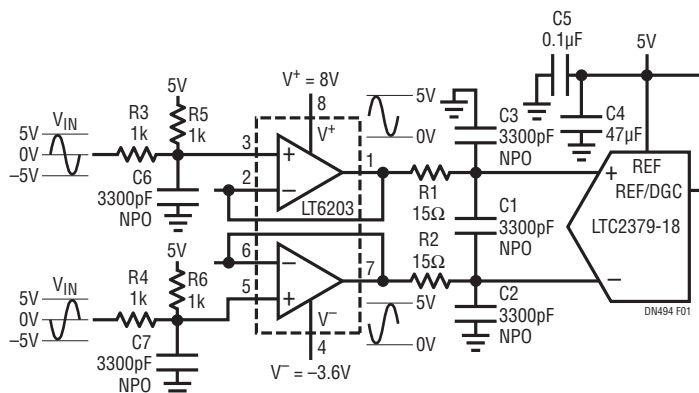 C5
0.1µF
5V
V+ = 8V
5V
0V
C3
3300pF
NPO
C4
47µF
5V
VIN
5V
0V
–5V
R3
1k
R5
1k
C6
3300pF
NPO
8
V+
3
+
2
–
1
LT6203
R1
15Ω
REF
REF/DGC
+
LTC2379-18
–
C1
3300pF
NPO
R2
15Ω
5V
VIN
5V
0V
–5V
R4
1k
R6
1k
C7
3300pF
NPO
6
–
5
+
7
V–
4
V– = –3.6V
5V
0V
C2
3300pF
NPO
DN494 F01